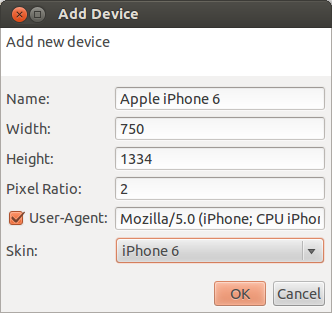 Add Device
Add new device
Name: Apple iPhone 6
Width: 750
Height: 1334
Pixel Ratio: 2
User-Agent: Mozilla/5.0 (iPhone; CPU iPhon
Skin: iPhone 6
OK Cancel